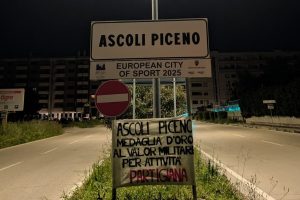 ASCOLI PICENO
EUROPEAN CITY
OF SPORT 2025
ASCOLI PICENO
MEDAGLIA D'ORO
AL VALOR MILITARE
PER ATTIVITÀ
PARTIGIANA